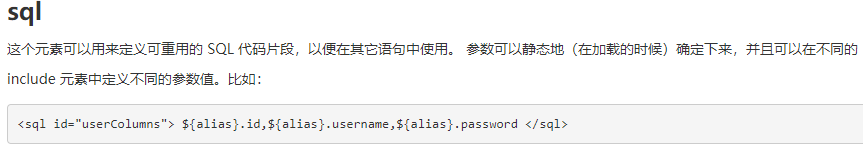 sql
这个元素可以用来定义可重用的 SQL 代码片段，以便在其它语句中使用。 参数可以静态地（在加载的时候）确定下来，并且可以在不同的
include 元素中定义不同的参数值。比如：
<sql id="userColumns"> ${alias}.id,${alias}.username,${alias}.password </sql>